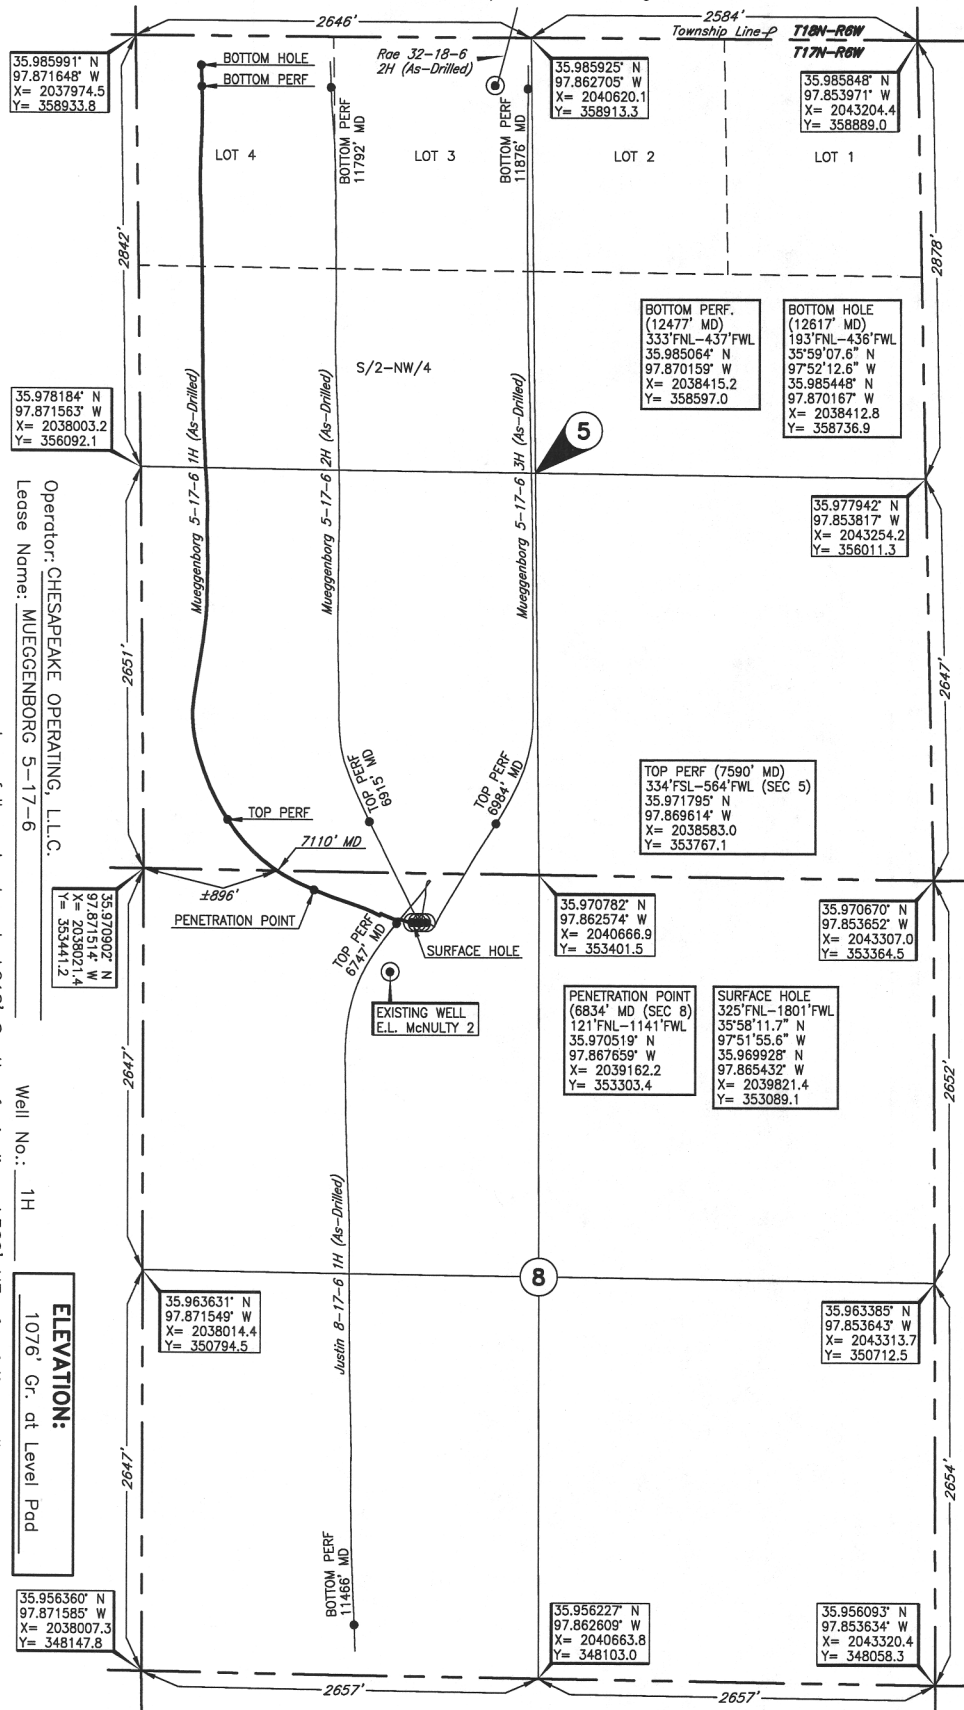 2646'
2584'
Township Line
T18N-R6W
T17N-R6W
35.985991° N
97.871648° W
X= 2037974.5
Y= 358933.8
BOTTOM HOLE
BOTTOM PERF
Rae 32-18-6
2H (As-Drilled)
35.985925° N
97.862705° W
X= 2040620.1
Y= 358913.3
35.985848° N
97.853971° W
X= 2043204.4
Y= 358889.0
BOTTOM PERF
11792' MD
BOTTOM PERF
11876' MD
LOT 4
LOT 3
LOT 2
LOT 1
2842'
2878'
BOTTOM PERF.
(12477' MD)
333'FNL-437'FWL
35.985064° N
97.870159° W
X= 2038415.2
Y= 358597.0
BOTTOM HOLE
(12617' MD)
193'FNL-436'FWL
35°59'07.6" N
97°52'12.6" W
35.985448° N
97.870167° W
X= 2038412.8
Y= 358736.9
S/2-NW/4
35.978184° N
97.871563° W
X= 2038003.2
Y= 356092.1
Mueggenborg 5-17-6 1H (As-Drilled)
Mueggenborg 5-17-6 2H (As-Drilled)
Mueggenborg 5-17-6 3H (As-Drilled)
5
35.977942° N
97.853817° W
X= 2043254.2
Y= 356011.3
Operator: CHESAPEAKE OPERATING, L.L.C.
Lease Name: MUEGGENBORG 5-17-6
Well No.: 1H
2651'
2647'
TOP PERF
6915' MD
TOP PERF
6984' MD
TOP PERF (7590' MD)
334'FSL-564'FWL (SEC 5)
35.971795° N
97.869614° W
X= 2038583.0
Y= 353767.1
TOP PERF
7110' MD
±896'
PENETRATION POINT
35.970902° N
97.871514° W
X= 2038021.4
Y= 353441.2
35.970782° N
97.862574° W
X= 2040666.9
Y= 353401.5
35.970670° N
97.853652° W
X= 2043307.0
Y= 353364.5
TOP PERF
6747' MD
SURFACE HOLE
EXISTING WELL
E.L. McNULTY 2
PENETRATION POINT
(6834' MD (SEC 8)
121'FNL-1141'FWL
35.970519° N
97.867659° W
X= 2039162.2
Y= 353303.4
SURFACE HOLE
325'FNL-1801'FWL
35°58'11.7" N
97°51'55.6" W
35.969928° N
97.865432° W
X= 2039821.4
Y= 353089.1
2647'
2652'
Justin 8-17-6 1H (As-Drilled)
8
35.963631° N
97.871549° W
X= 2038014.4
Y= 350794.5
35.963385° N
97.853643° W
X= 2043313.7
Y= 350712.5
ELEVATION:
1076' Gr. at Level Pad
2647'
2654'
BOTTOM PERF
11466' MD
35.956360° N
97.871585° W
X= 2038007.3
Y= 348147.8
35.956227° N
97.862609° W
X= 2040663.8
Y= 348103.0
35.956093° N
97.853634° W
X= 2043320.4
Y= 348058.3
2657'
2657'